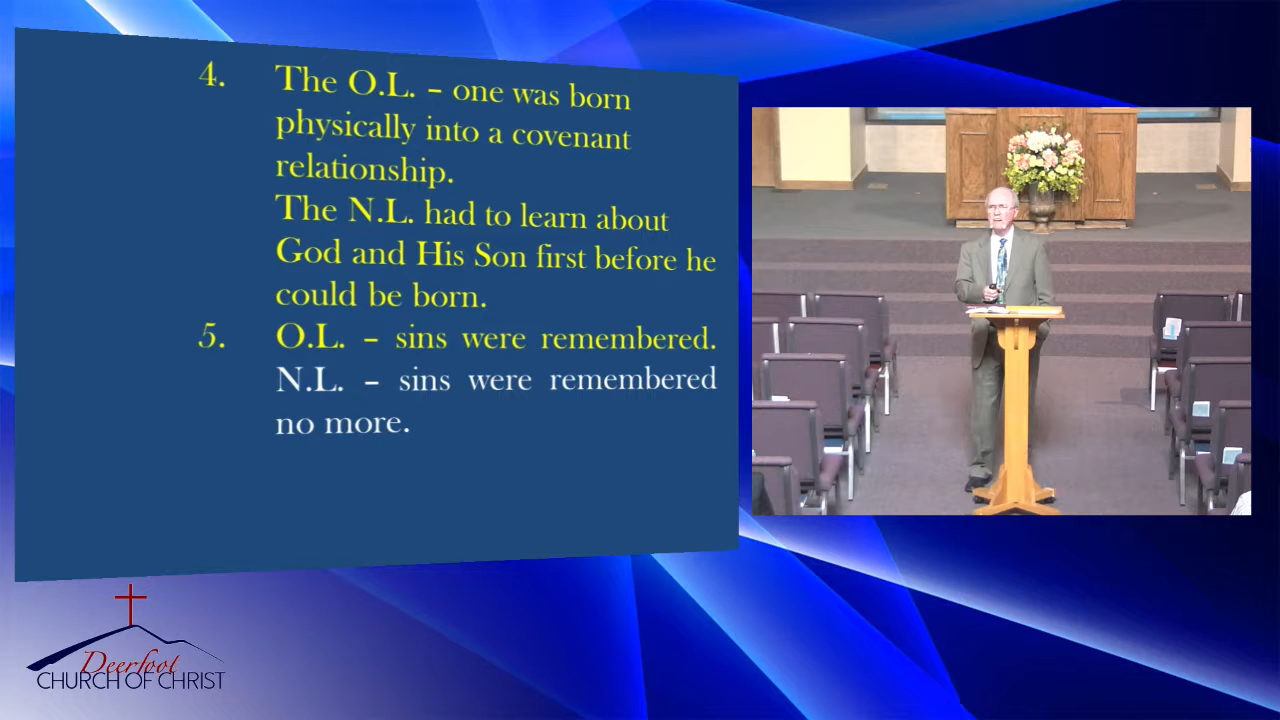 4. The O.L. – one was born
physically into a covenant
relationship.
The N.L. had to learn about
God and His Son first before he
could be born.
5. O.L. – sins were remembered.
N.L. – sins were remembered
no more.
Deerfoot
CHURCH OF CHRIST